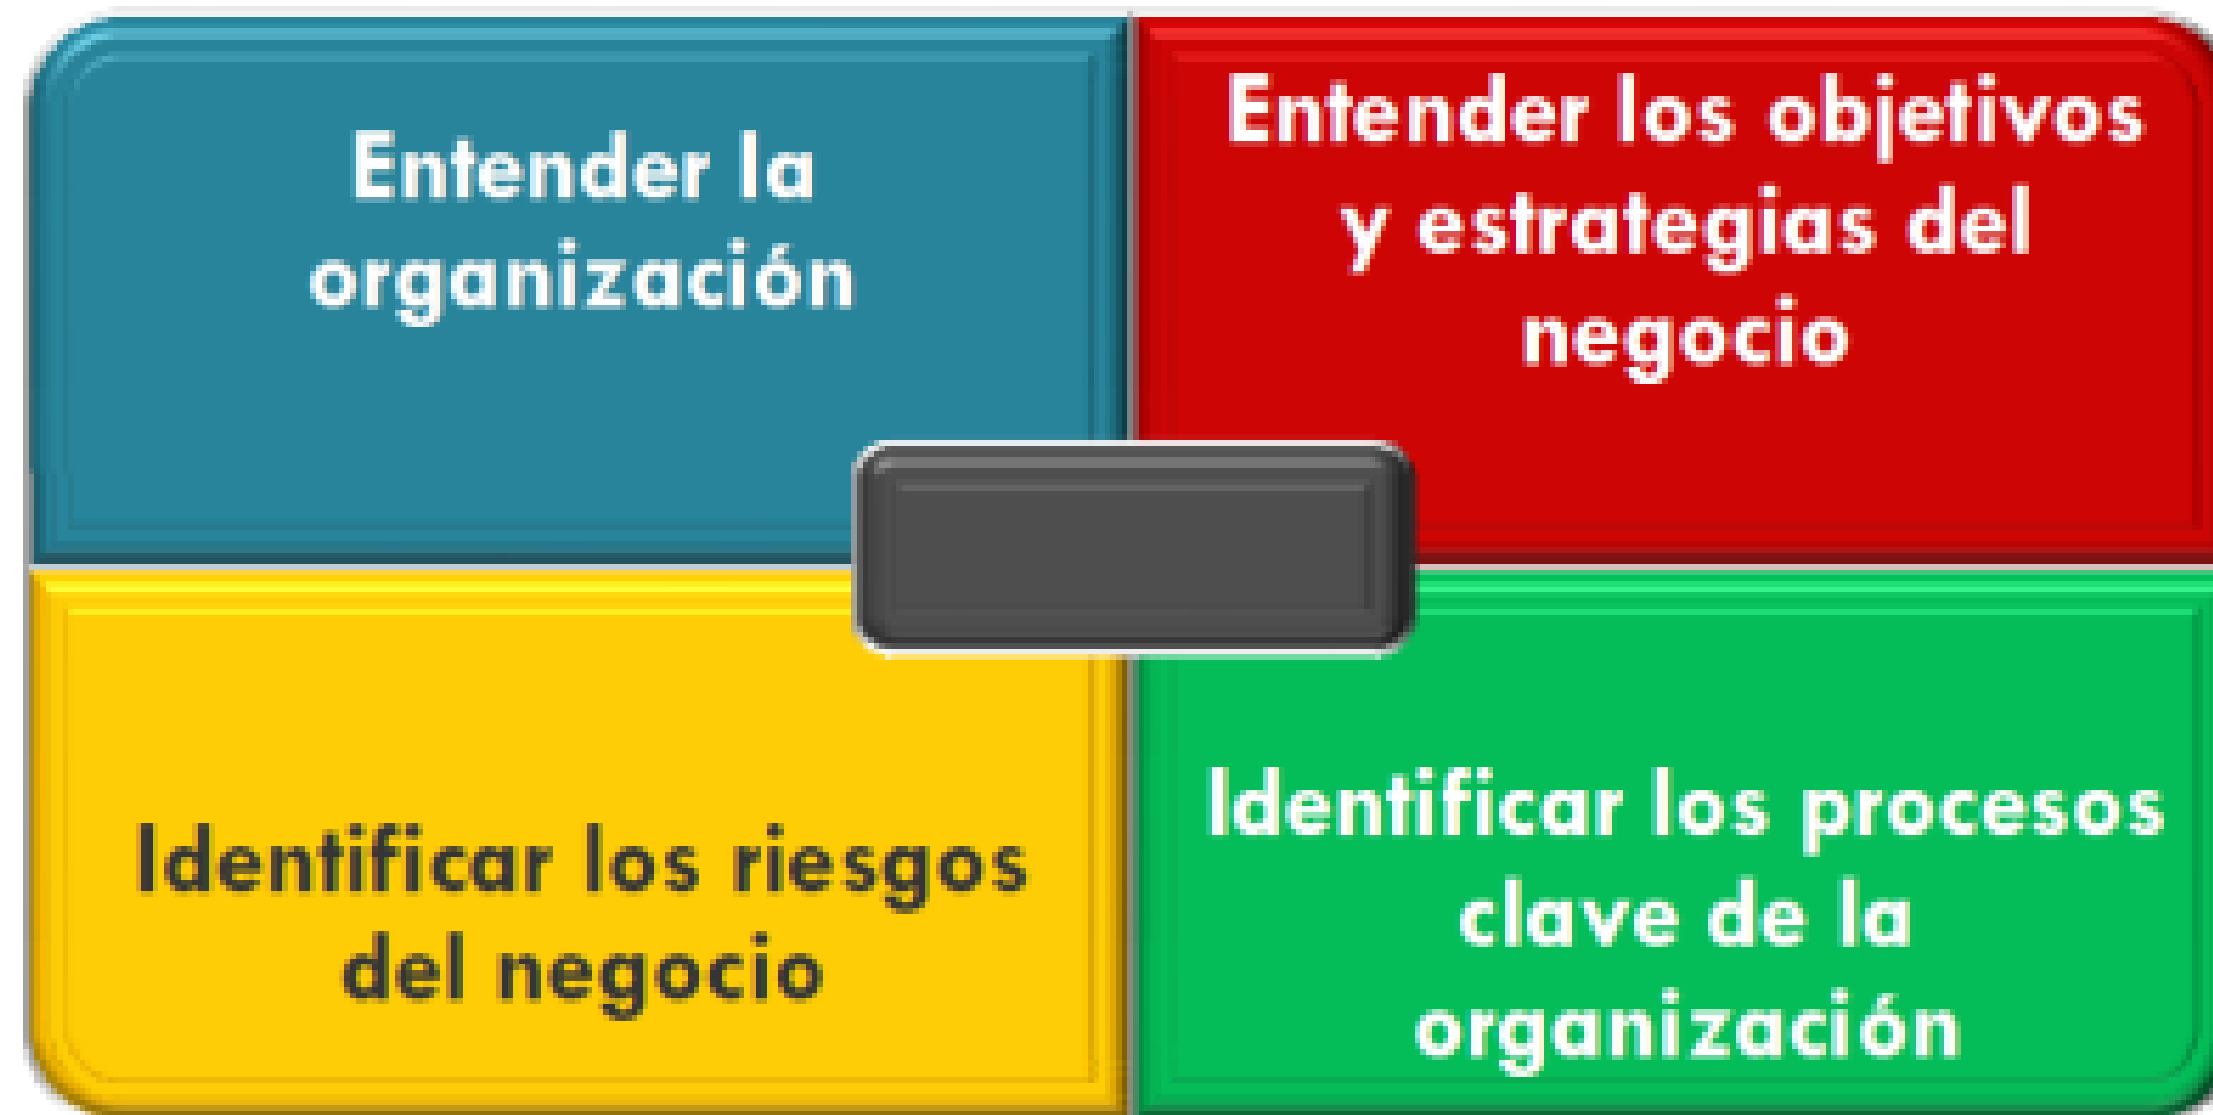 Entender la
organización
Entender los objetivos
y estrategias del
negocio
Identificar los riesgos
del negocio
Identificar los procesos
clave de la
organización